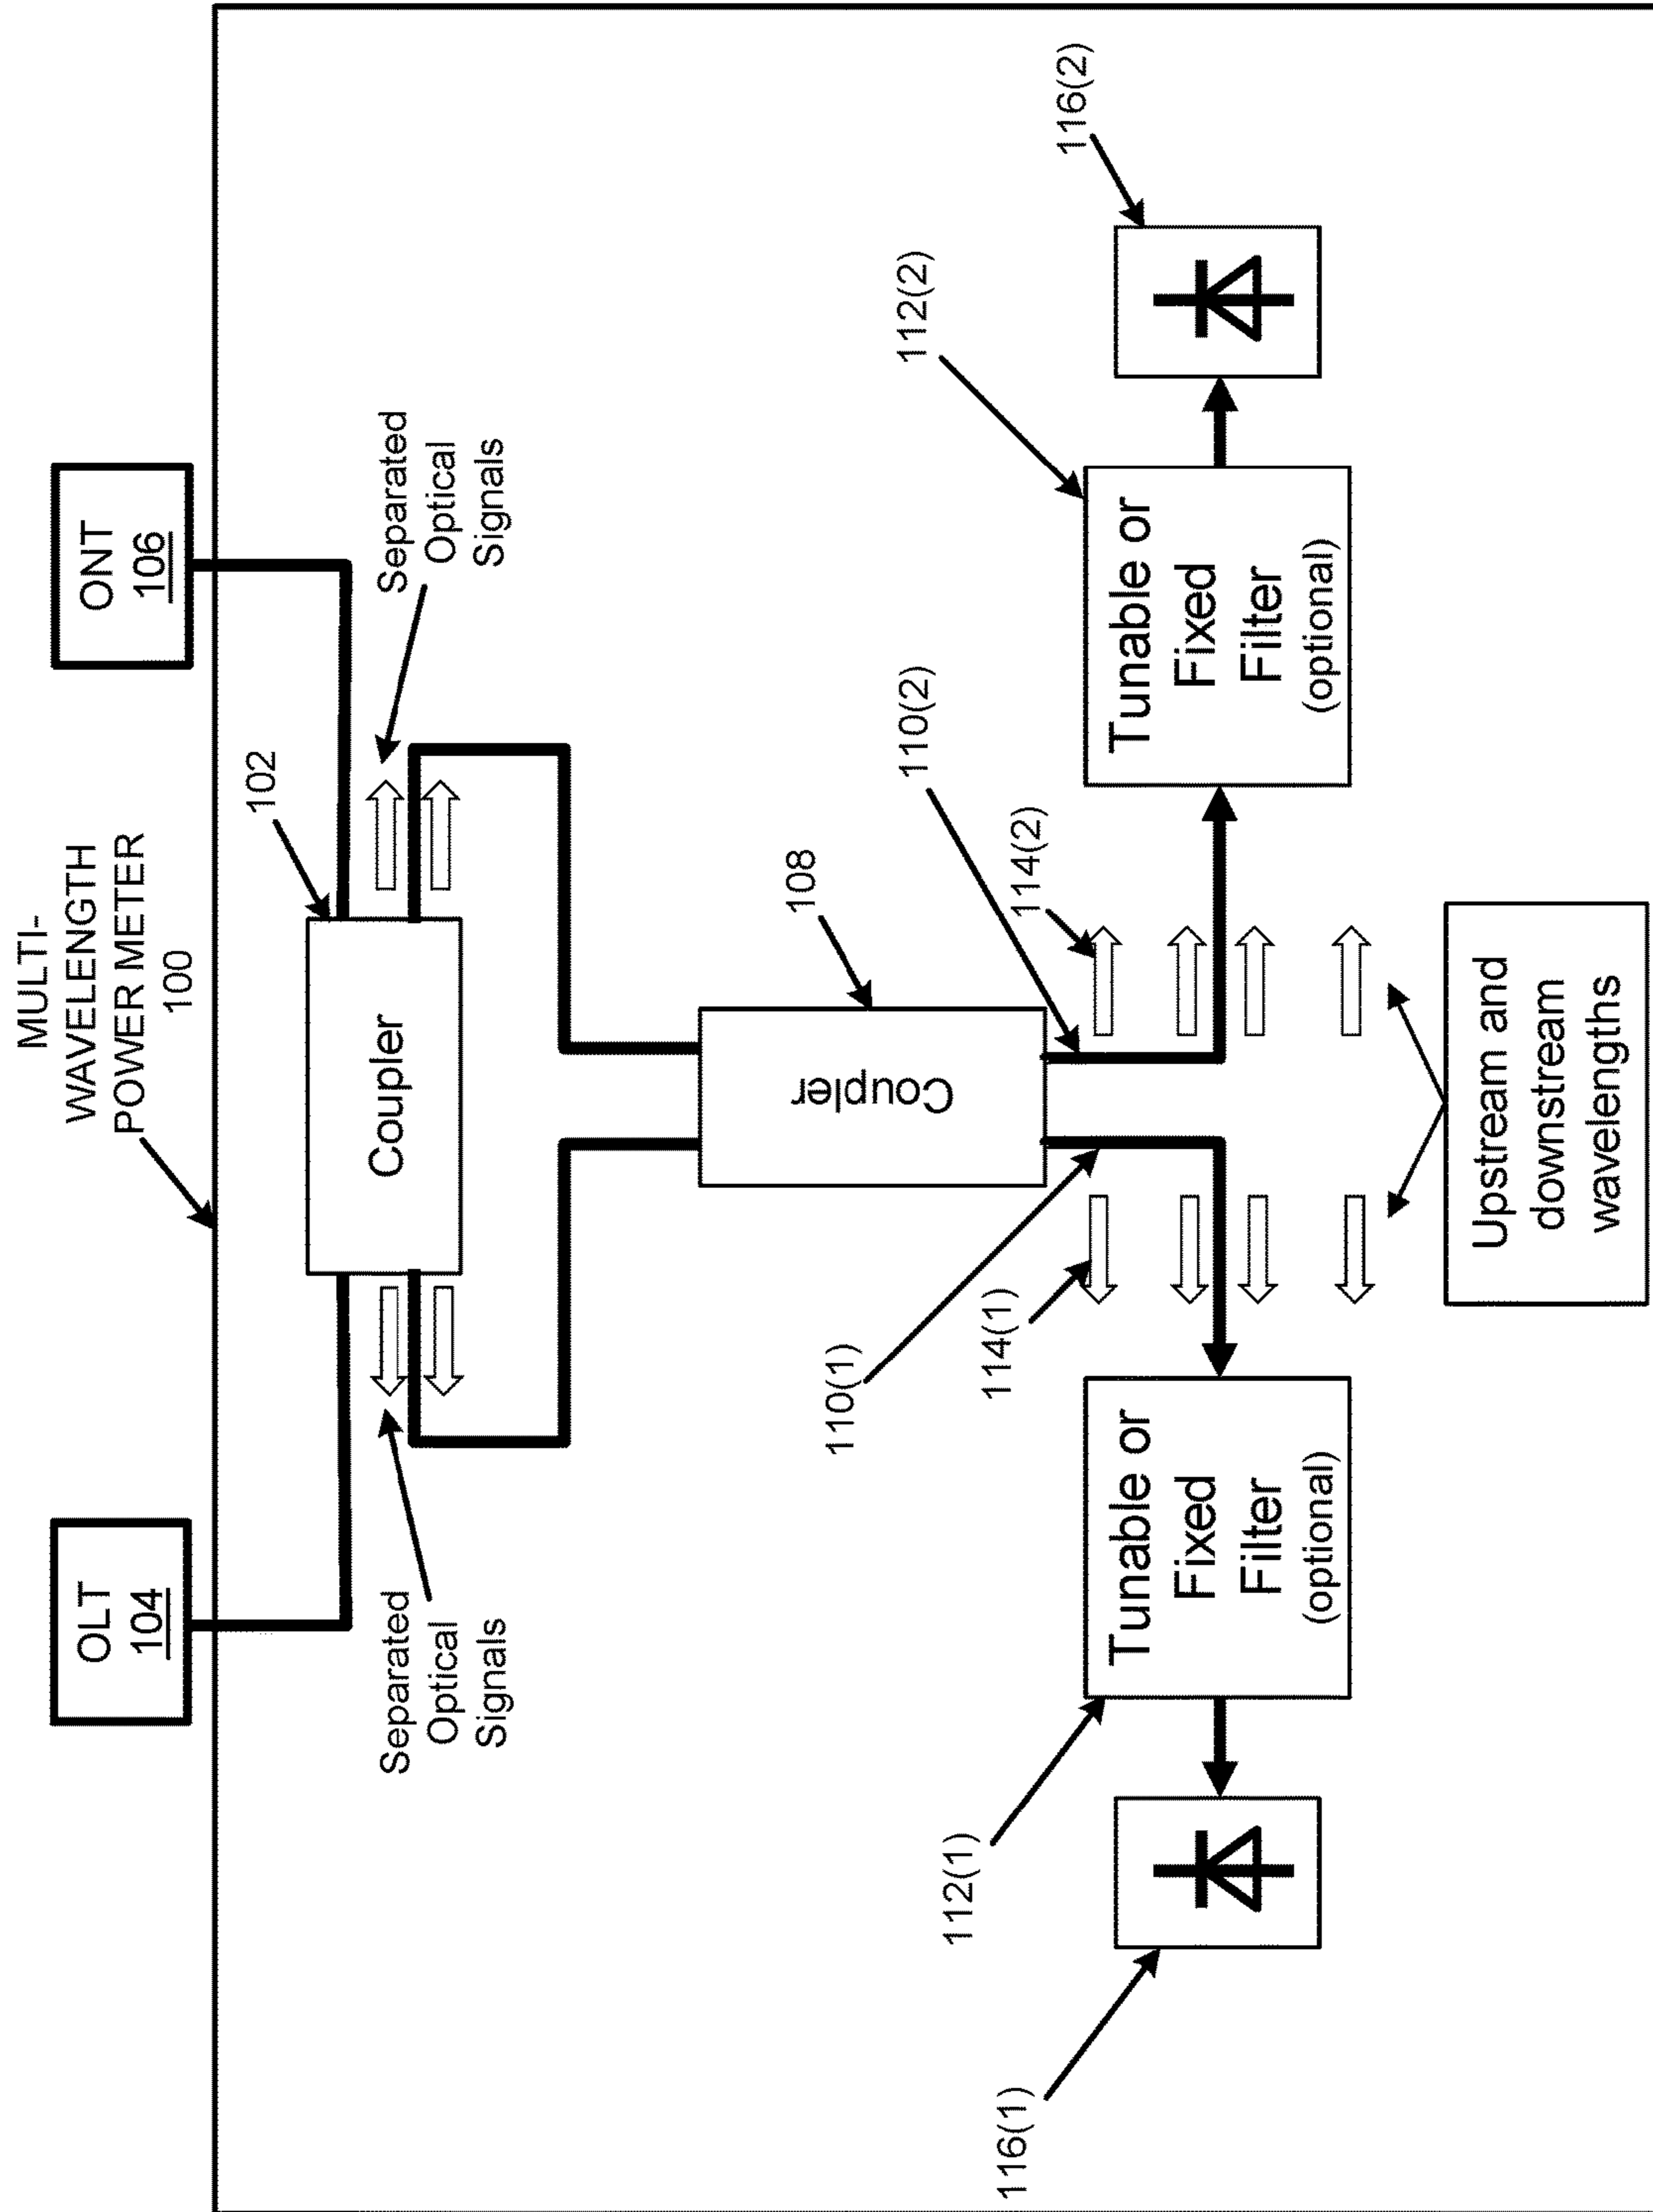 MULTI-
WAVELENGTH
POWER METER
100
OLT
104
ONT
106
102
Coupler
Separated
Optical
Signals
Separated
Optical
Signals
108
Coupler
110(1)
110(2)
114(1)
114(2)
112(1)
112(2)
Tunable or
Fixed
Filter
(optional)
Tunable or
Fixed
Filter
(optional)
116(1)
116(2)
Upstream and
downstream
wavelengths